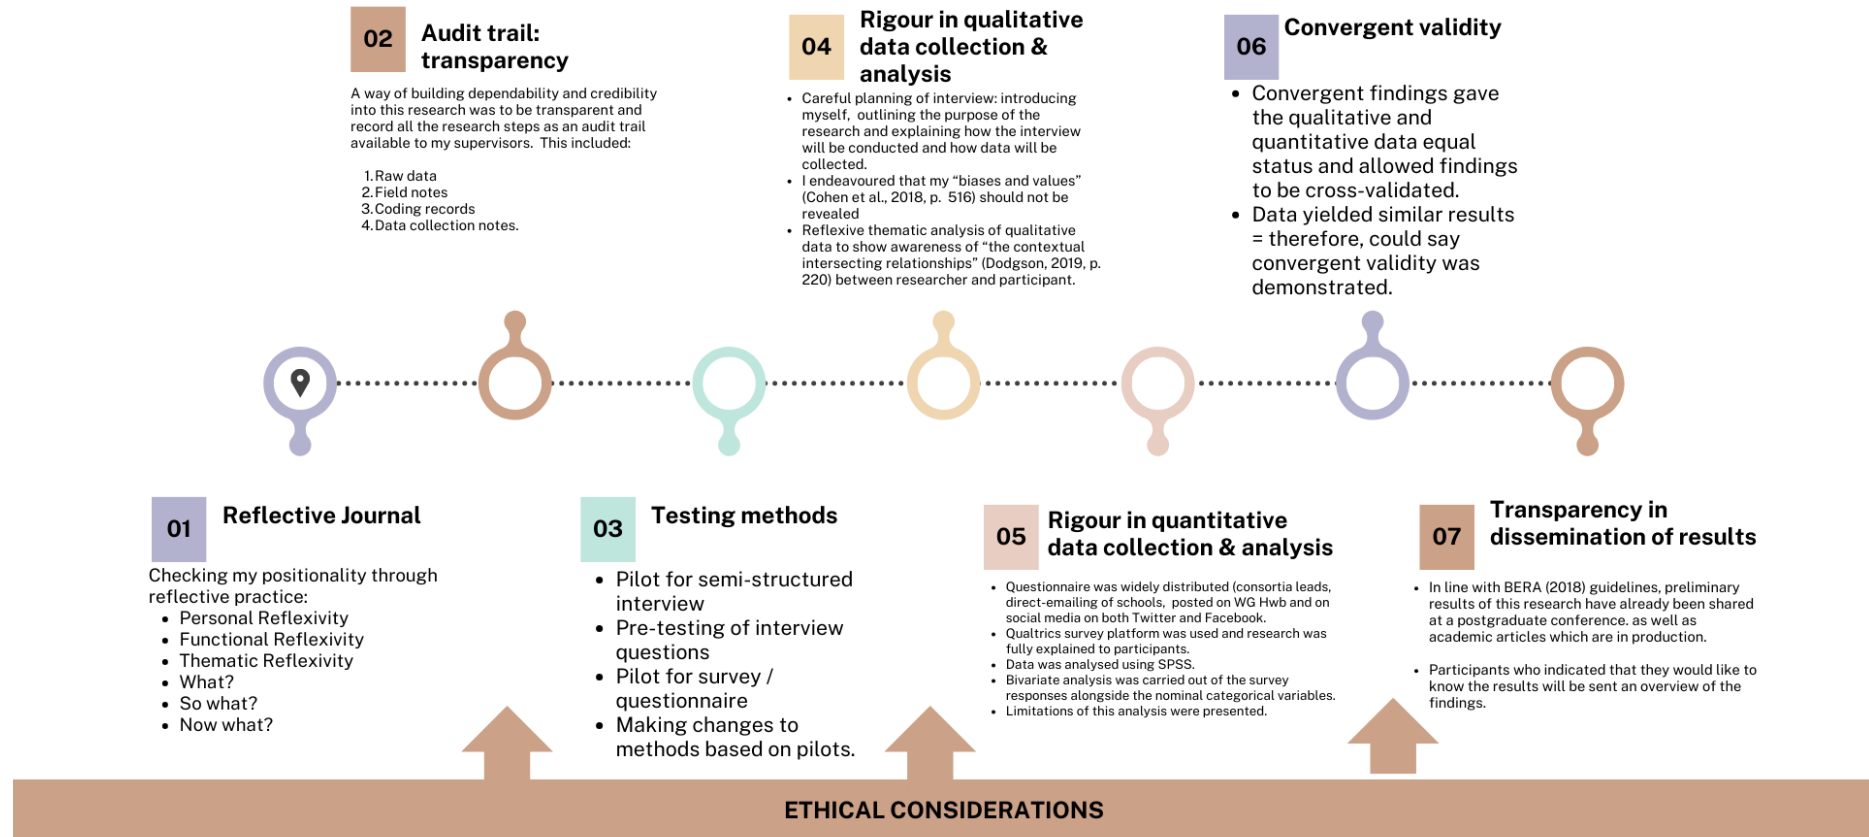 02
Audit trail:
transparency
A way of building dependability and credibility
into this research was to be transparent and
record all the research steps as an audit trail
available to my supervisors.  This included:
1. Raw data
2. Field notes
3. Coding records
4. Data collection notes.
04
Rigour in qualitative
data collection &
analysis
• Careful planning of interview: introducing
myself,  outlining the purpose of the
research and explaining how the interview
will be conducted and how data will be
collected.
• I endeavoured that my “biases and values”
(Cohen et al., 2018, p.  516) should not be
revealed
• Reflexive thematic analysis of qualitative
data to show awareness of “the contextual
intersecting relationships” (Dodgson, 2019, p.
220) between researcher and participant.
06
Convergent validity
• Convergent findings gave
the qualitative and
quantitative data equal
status and allowed findings
to be cross-validated.
• Data yielded similar results
= therefore, could say
convergent validity was
demonstrated.
01
Reflective Journal
Checking my positionality through
reflective practice:
• Personal Reflexivity
• Functional Reflexivity
• Thematic Reflexivity
• What?
• So what?
• Now what?
03
Testing methods
• Pilot for semi-structured
interview
• Pre-testing of interview
questions
• Pilot for survey /
questionnaire
• Making changes to
methods based on pilots.
05
Rigour in quantitative
data collection & analysis
• Questionnaire was widely distributed (consortia leads,
direct-emailing of schools,  posted on WG Hwb and on
social media on both Twitter and Facebook.
• Qualtrics survey platform was used and research was
fully explained to participants.
• Data was analysed using SPSS.
• Bivariate analysis was carried out of the survey
responses alongside the nominal categorical variables.
• Limitations of this analysis were presented.
07
Transparency in
dissemination of results
• In line with BERA (2018) guidelines, preliminary
results of this research have already been shared
at a postgraduate conference. as well as
academic articles which are in production.
• Participants who indicated that they would like to
know the results will be sent an overview of the
findings.
ETHICAL CONSIDERATIONS